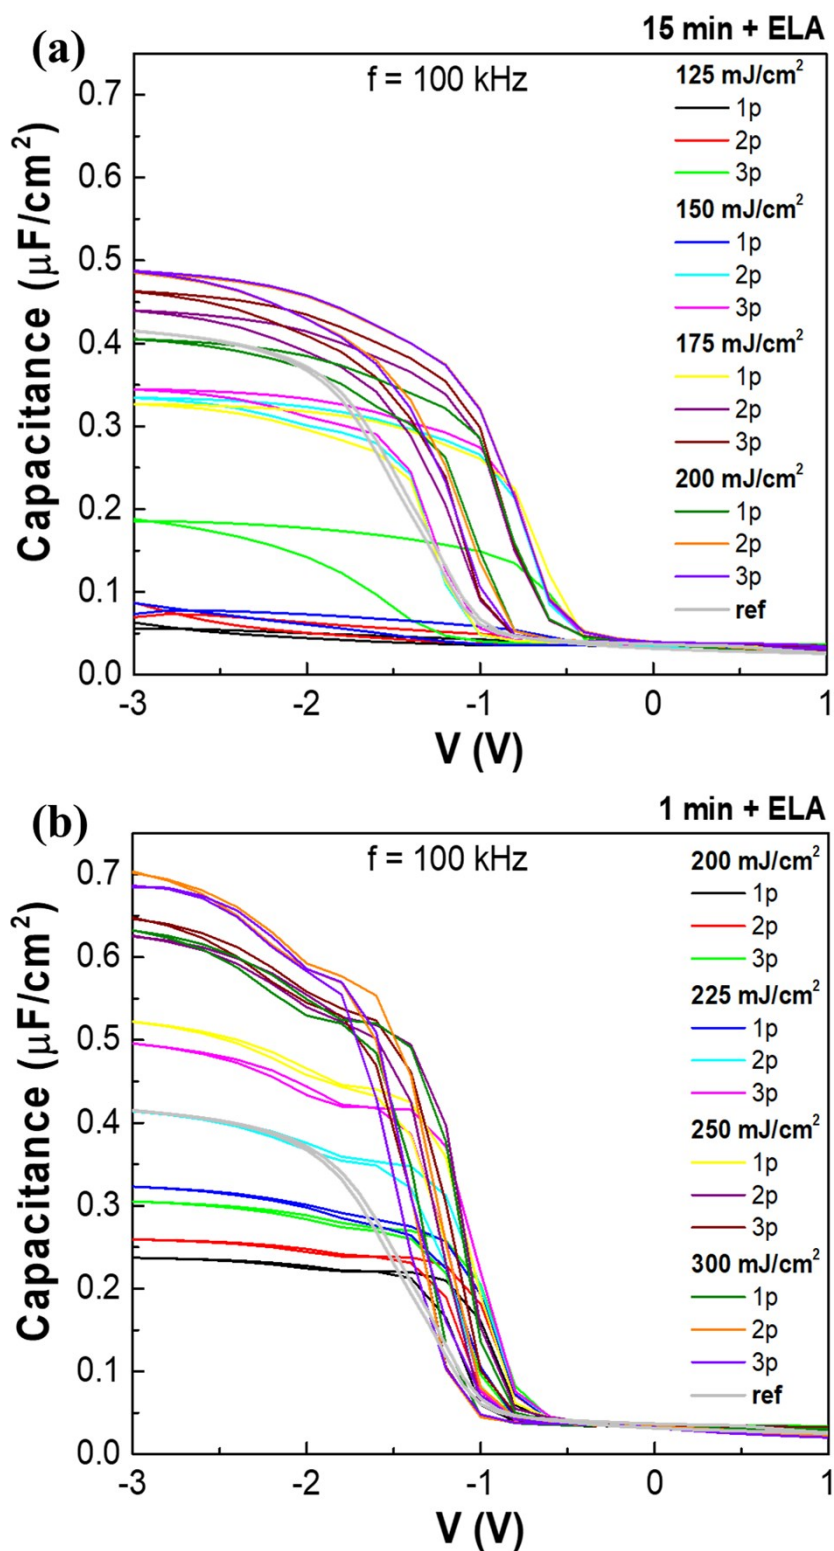 (a)
15 min + ELA
f = 100 kHz
125 mJ/cm²
1p
2p
3p
150 mJ/cm²
1p
2p
3p
175 mJ/cm²
1p
2p
3p
200 mJ/cm²
1p
2p
3p
ref
Capacitance (μF/cm²)
0.7
0.6
0.5
0.4
0.3
0.2
0.1
0.0
-3
-2
-1
0
1
V (V)
(b)
1 min + ELA
f = 100 kHz
200 mJ/cm²
1p
2p
3p
225 mJ/cm²
1p
2p
3p
250 mJ/cm²
1p
2p
3p
300 mJ/cm²
1p
2p
3p
ref
Capacitance (μF/cm²)
0.7
0.6
0.5
0.4
0.3
0.2
0.1
0.0
-3
-2
-1
0
1
V (V)